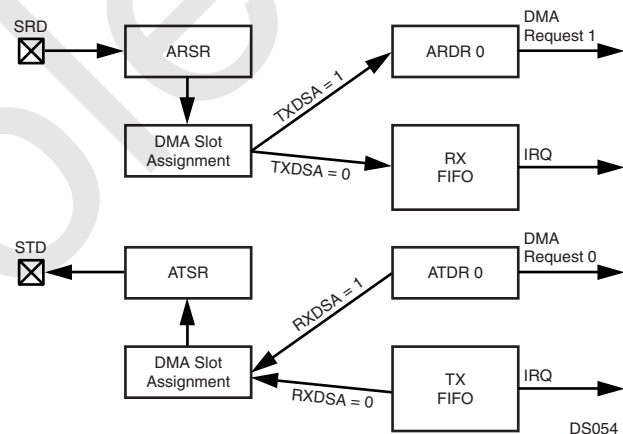 SRD
ARSR
DMA Slot
Assignment
TXDSA = 1
TXDSA = 0
ARDR 0
DMA
Request 1
RX
FIFO
IRQ
STD
ATSR
DMA Slot
Assignment
RXDSA = 1
RXDSA = 0
ATDR 0
DMA
Request 0
TX
FIFO
IRQ
DS054